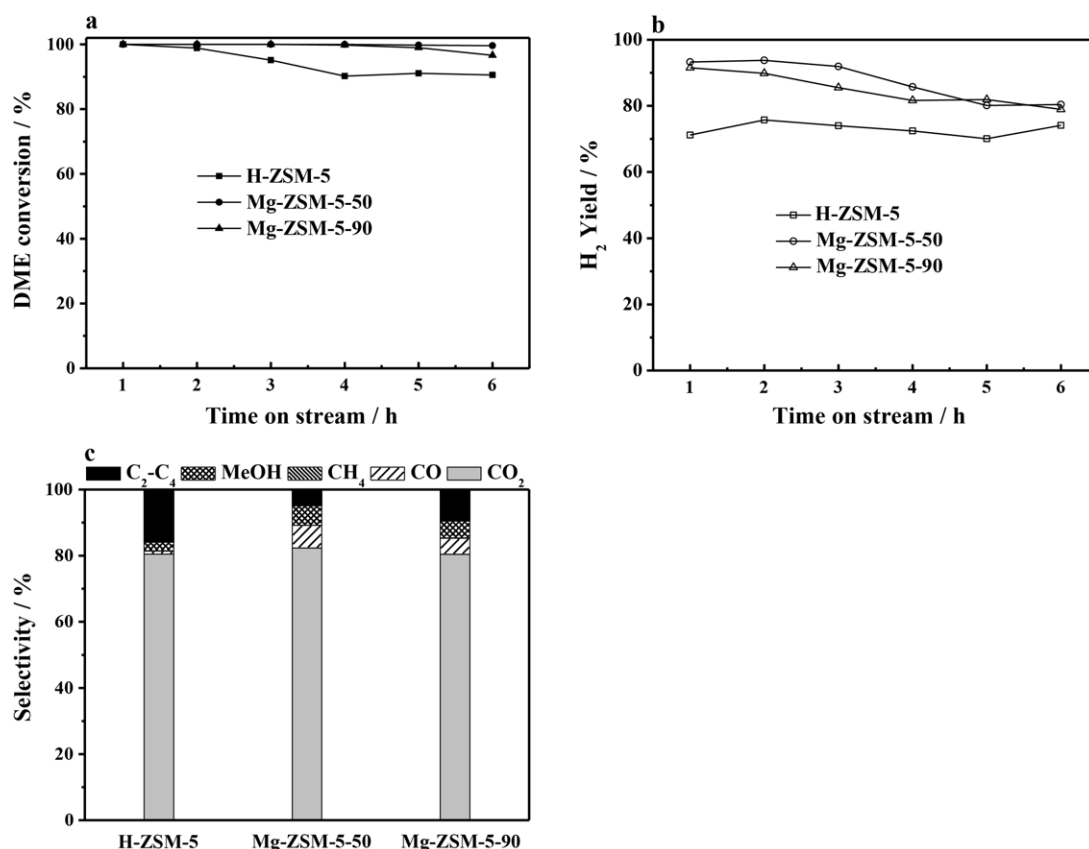 a
DME conversion / %
100
80
60
40
20
0
H-ZSM-5
Mg-ZSM-5-50
Mg-ZSM-5-90
1 2 3 4 5 6
Time on stream / h
b
H₂ Yield / %
100
80
60
40
20
0
H-ZSM-5
Mg-ZSM-5-50
Mg-ZSM-5-90
1 2 3 4 5 6
Time on stream / h
c
C₂-C₄ MeOH CH₄ CO CO₂
Selectivity / %
100
80
60
40
20
0
H-ZSM-5 Mg-ZSM-5-50 Mg-ZSM-5-90